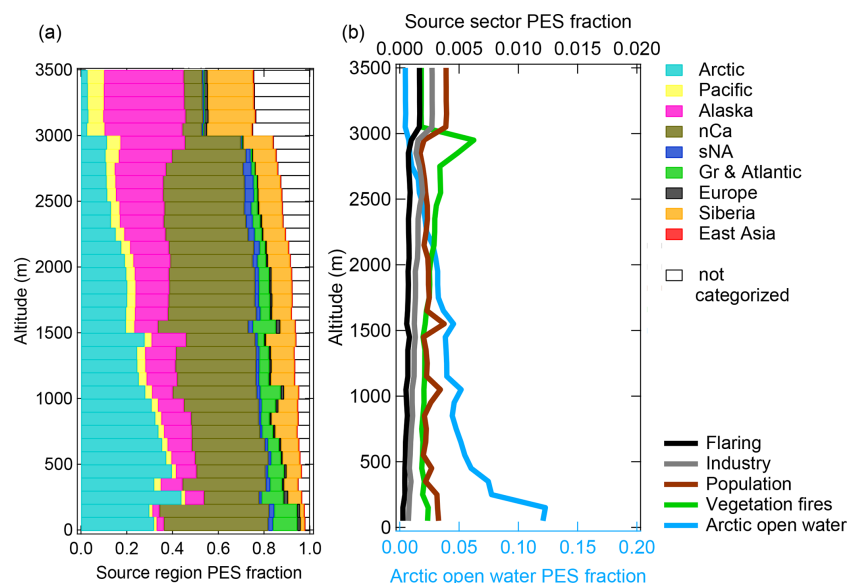 (a)
(b)
Source sector PES fraction
0.000 0.005 0.010 0.015 0.020
3500
3000
2500
2000
1500
1000
500
0
Altitude (m)
0.0 0.2 0.4 0.6 0.8 1.0
Source region PES fraction
3500
3000
2500
2000
1500
1000
500
0
Altitude (m)
0.00 0.05 0.10 0.15 0.20
Arctic open water PES fraction
Arctic
Pacific
Alaska
nCa
sNA
Gr & Atlantic
Europe
Siberia
East Asia
not
categorized
Flaring
Industry
Population
Vegetation fires
Arctic open water